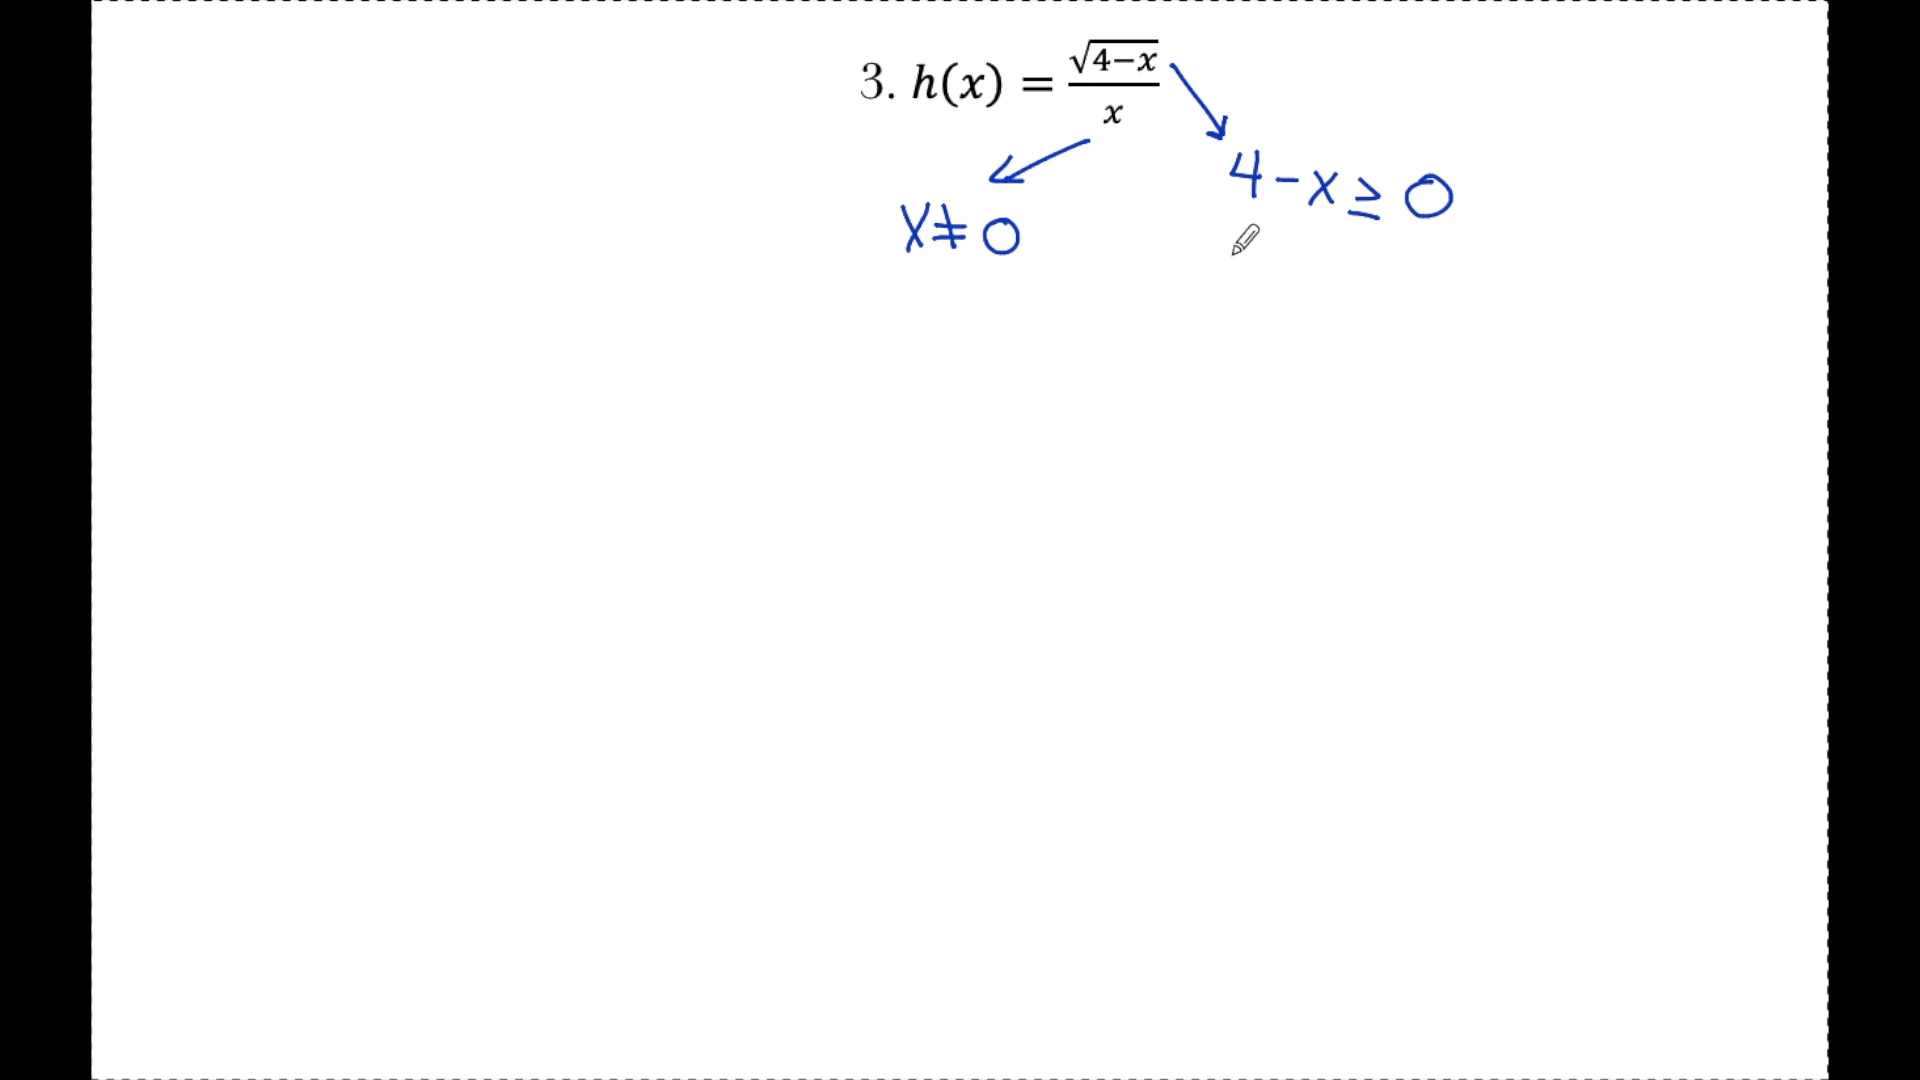 3. h(x) = √(4−x) / x
4-x ≥ 0
x ≠ 0